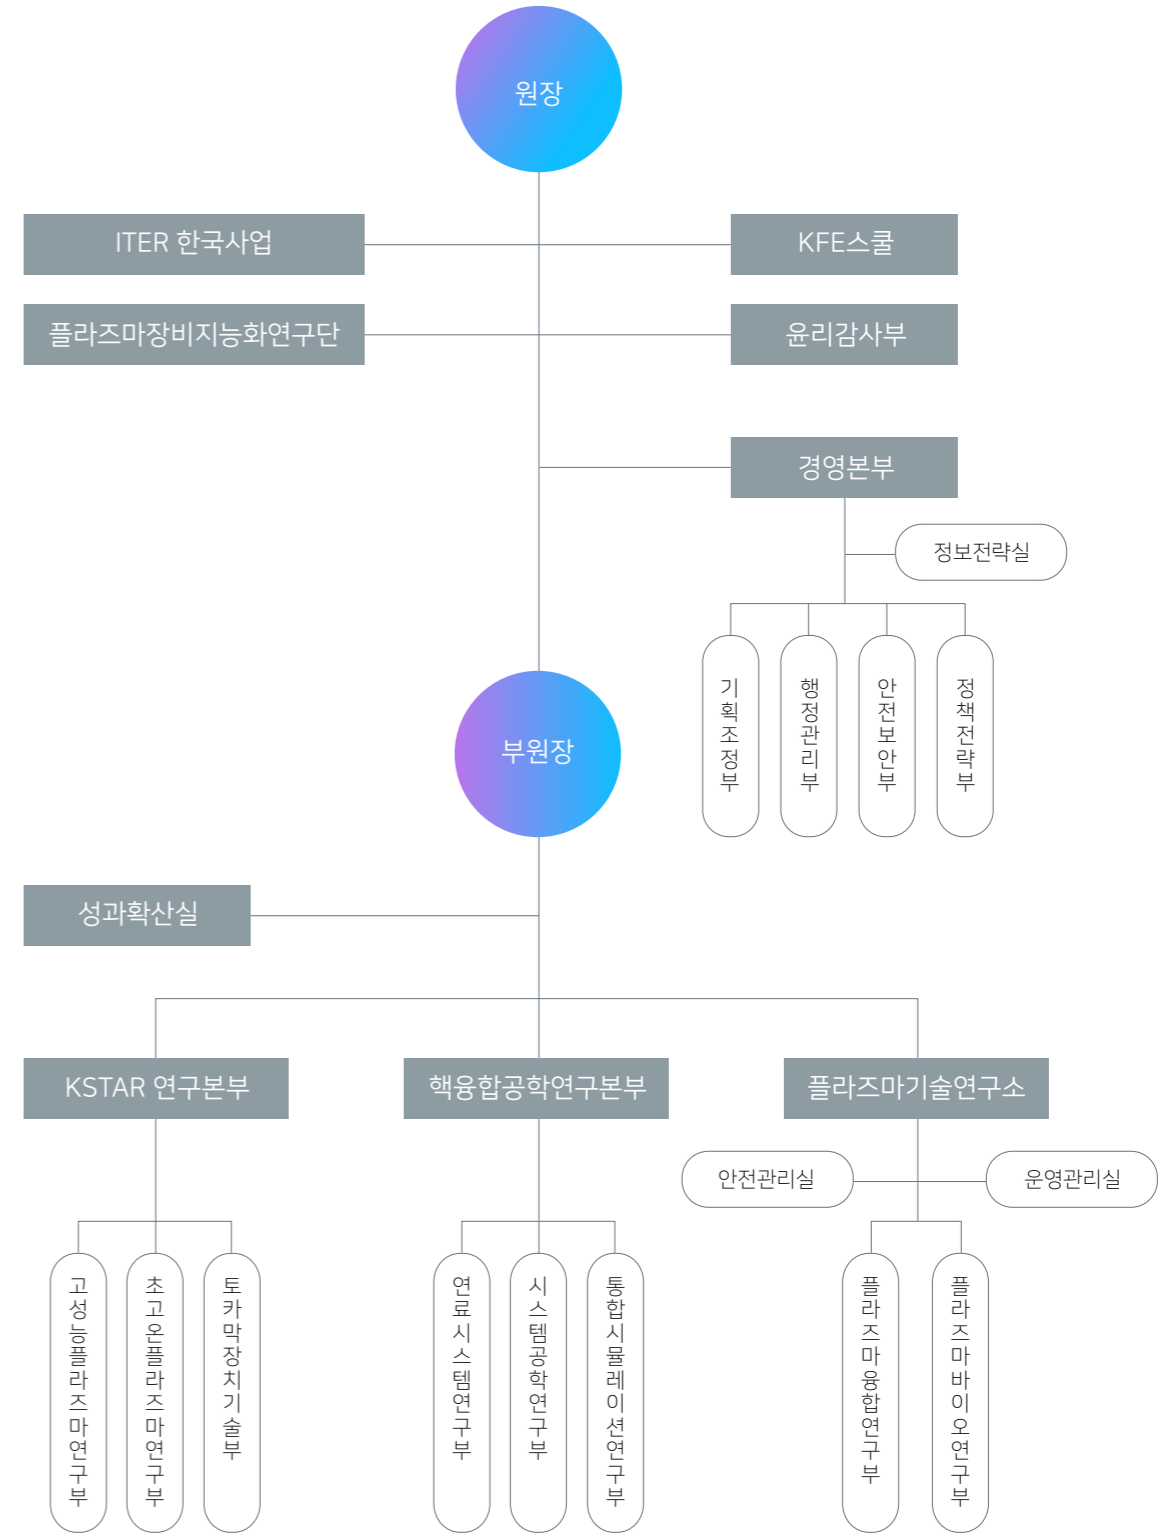 원장
ITER 한국사업
KFE스쿨
플라즈마장비지능화연구단
윤리감사부
경영본부
정보전략실
기획조정부
행정관리부
안전보안부
정책전략부
부원장
성과확산실
KSTAR 연구본부
핵융합공학연구본부
플라즈마기술연구소
안전관리실
운영관리실
고성능플라즈마연구부
초고온플라즈마연구부
토카막장치기술부
연료시스템연구부
시스템공학연구부
통합시뮬레이션연구부
플라즈마융합연구부
플라즈마바이오연구부